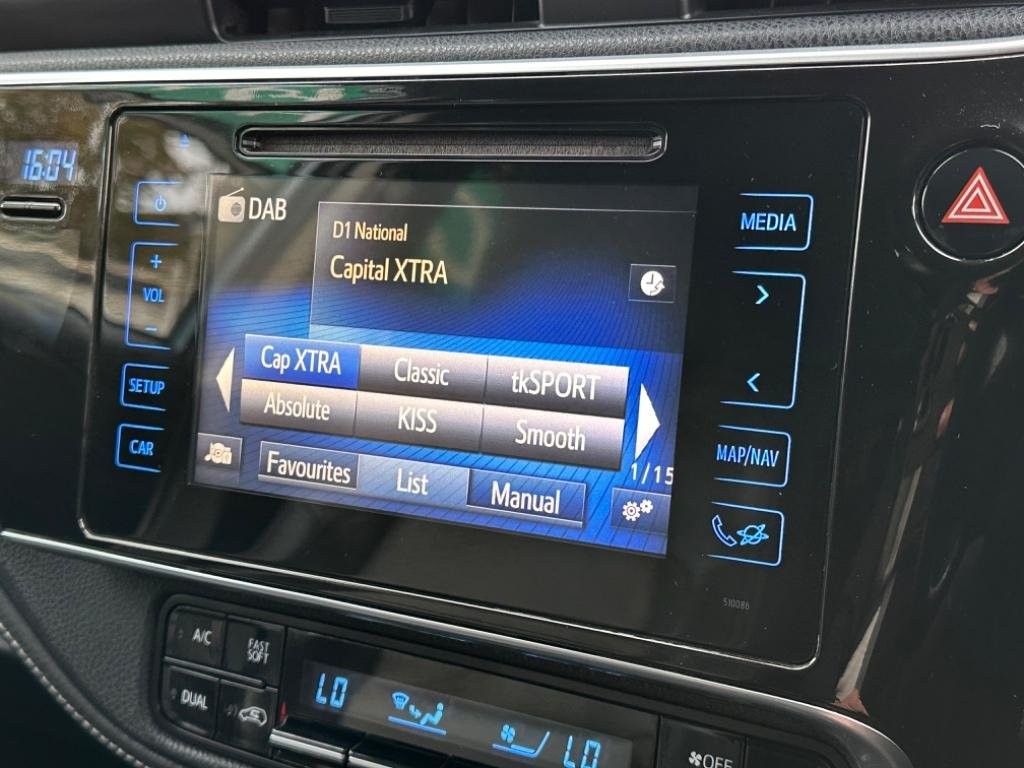 16:04
DAB
D1 National
Capital XTRA
Cap XTRA Classic tkSPORT
Absolute KISS Smooth
1/15
Favourites List Manual
+
VOL
−
SETUP
CAR
MEDIA
>
<
MAP/NAV
510086
A/C FAST SOFT
DUAL
LO LO
OFF